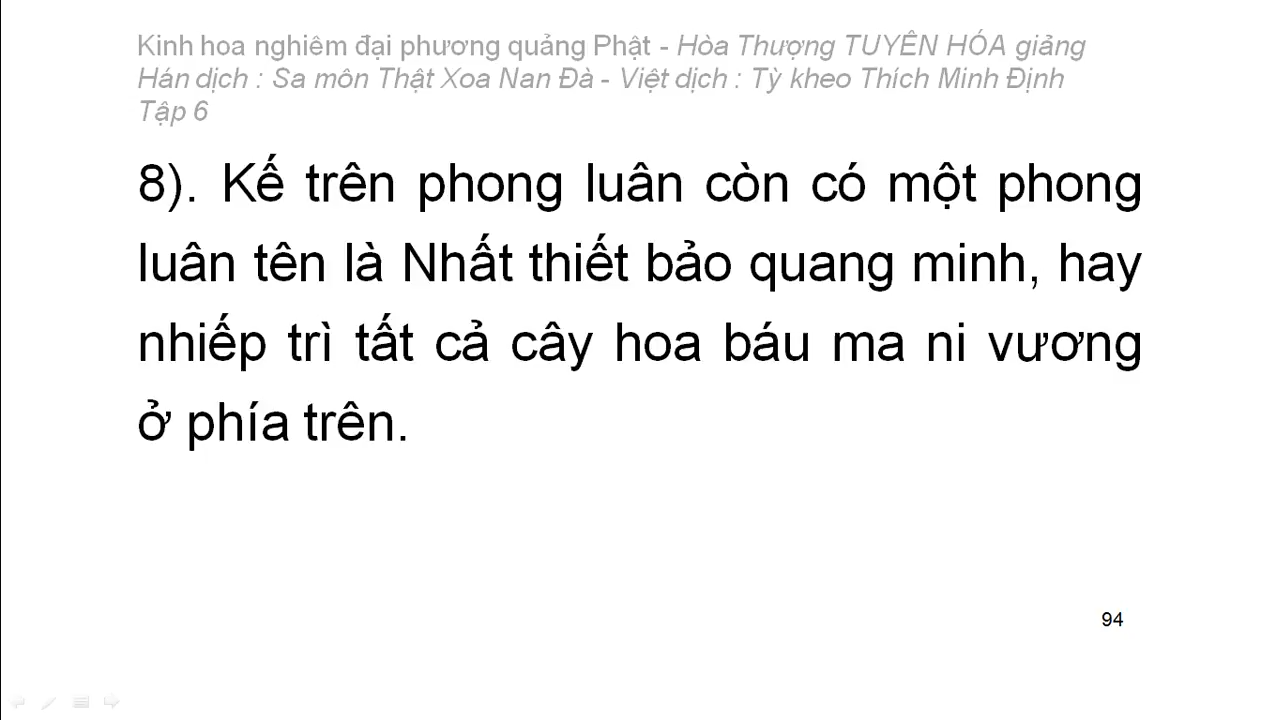 Kinh hoa nghiêm đại phương quảng Phật - Hòa Thượng TUYÊN HÓA giảng
Hán dịch : Sa môn Thật Xoa Nan Đà - Việt dịch : Tỳ kheo Thích Minh Định
Tập 6
8). Kế trên phong luân còn có một phong
luân tên là Nhất thiết bảo quang minh, hay
nhiếp trì tất cả cây hoa báu ma ni vương
ở phía trên.
94